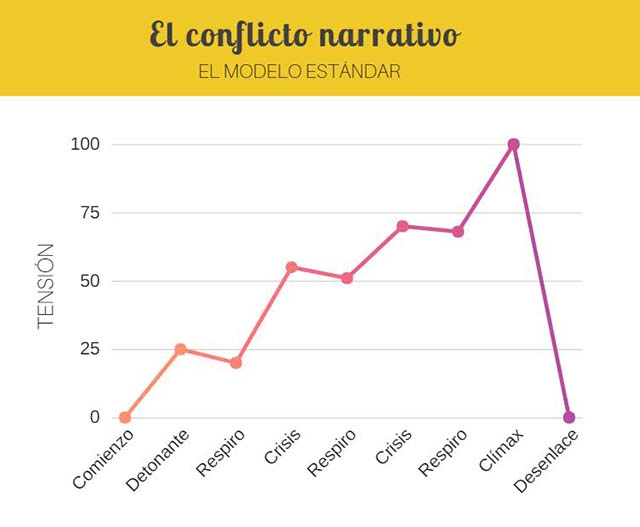 El conflicto narrativo
EL MODELO ESTÁNDAR
TENSIÓN
100
75
50
25
0
Comienzo
Detonante
Respiro
Crisis
Respiro
Crisis
Respiro
Clímax
Desenlace